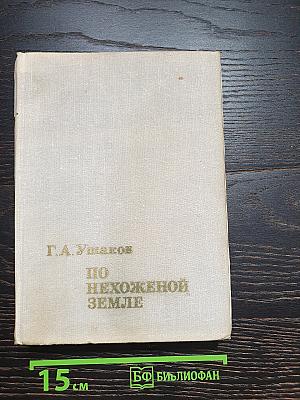 Г.А.Ушаков
ПО
НЕХОЖЕНОЙ
ЗЕМЛЕ
15 см
БФ БИБЛИОФАН